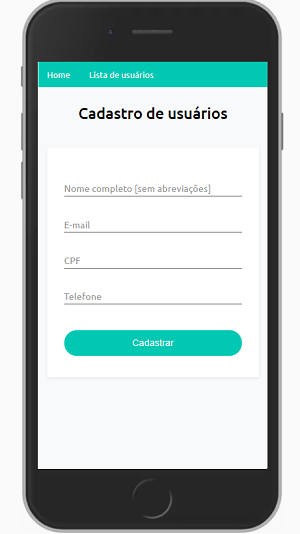 Home Lista de usuários
Cadastro de usuários
Nome completo [sem abreviações]
E-mail
CPF
Telefone
Cadastrar